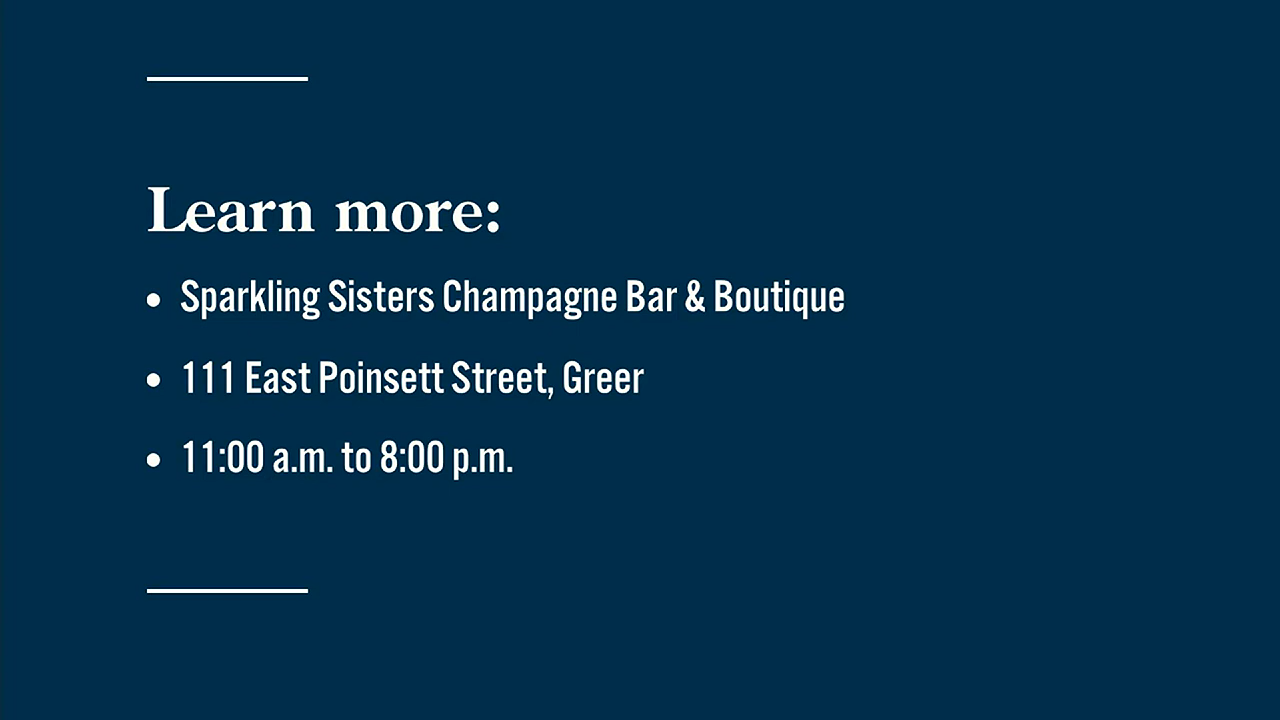 Learn more:
• Sparkling Sisters Champagne Bar & Boutique
• 111 East Poinsett Street, Greer
• 11:00 a.m. to 8:00 p.m.